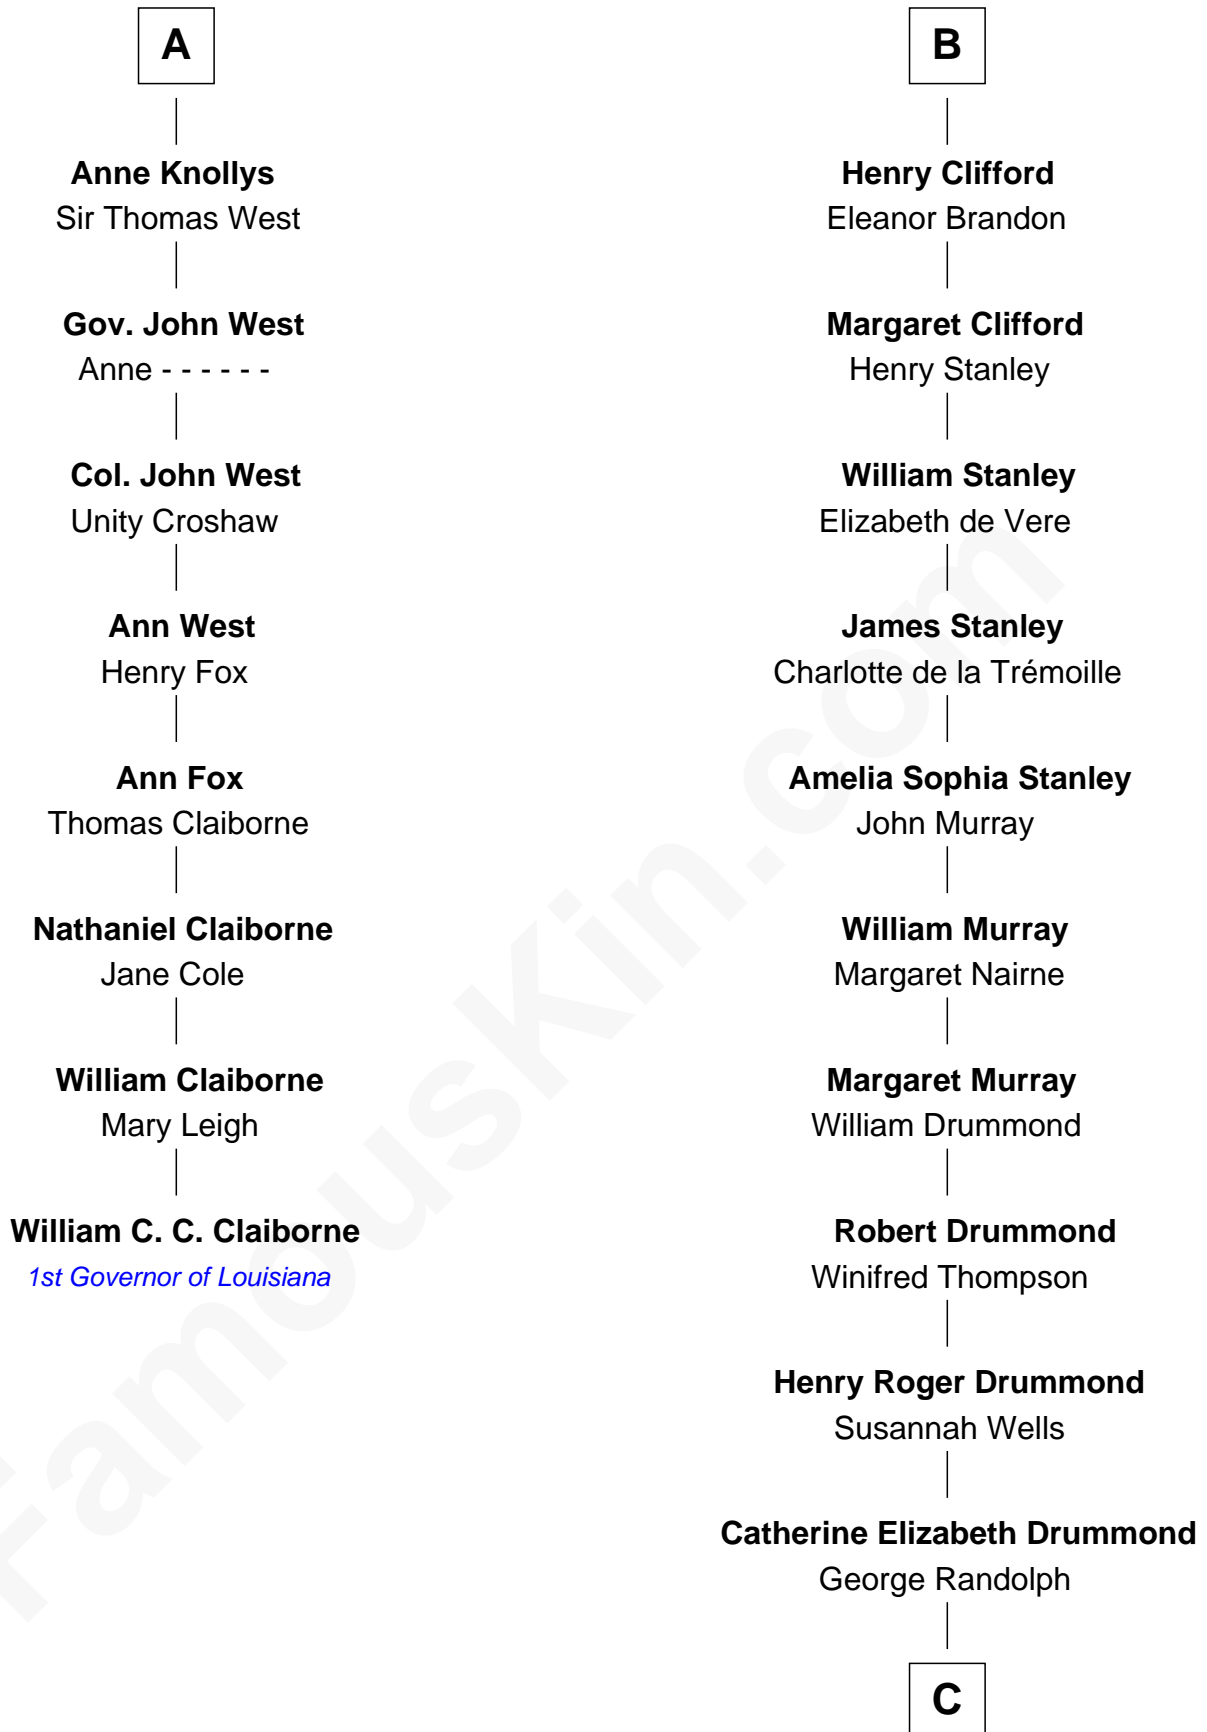 A
Anne Knollys
Sir Thomas West
Gov. John West
Anne - - - - - -
Col. John West
Unity Croshaw
Ann West
Henry Fox
Ann Fox
Thomas Claiborne
Nathaniel Claiborne
Jane Cole
William Claiborne
Mary Leigh
William C. C. Claiborne
1st Governor of Louisiana
B
Henry Clifford
Eleanor Brandon
Margaret Clifford
Henry Stanley
William Stanley
Elizabeth de Vere
James Stanley
Charlotte de la Trémoille
Amelia Sophia Stanley
John Murray
William Murray
Margaret Nairne
Margaret Murray
William Drummond
Robert Drummond
Winifred Thompson
Henry Roger Drummond
Susannah Wells
Catherine Elizabeth Drummond
George Randolph
C
FamousKin.com